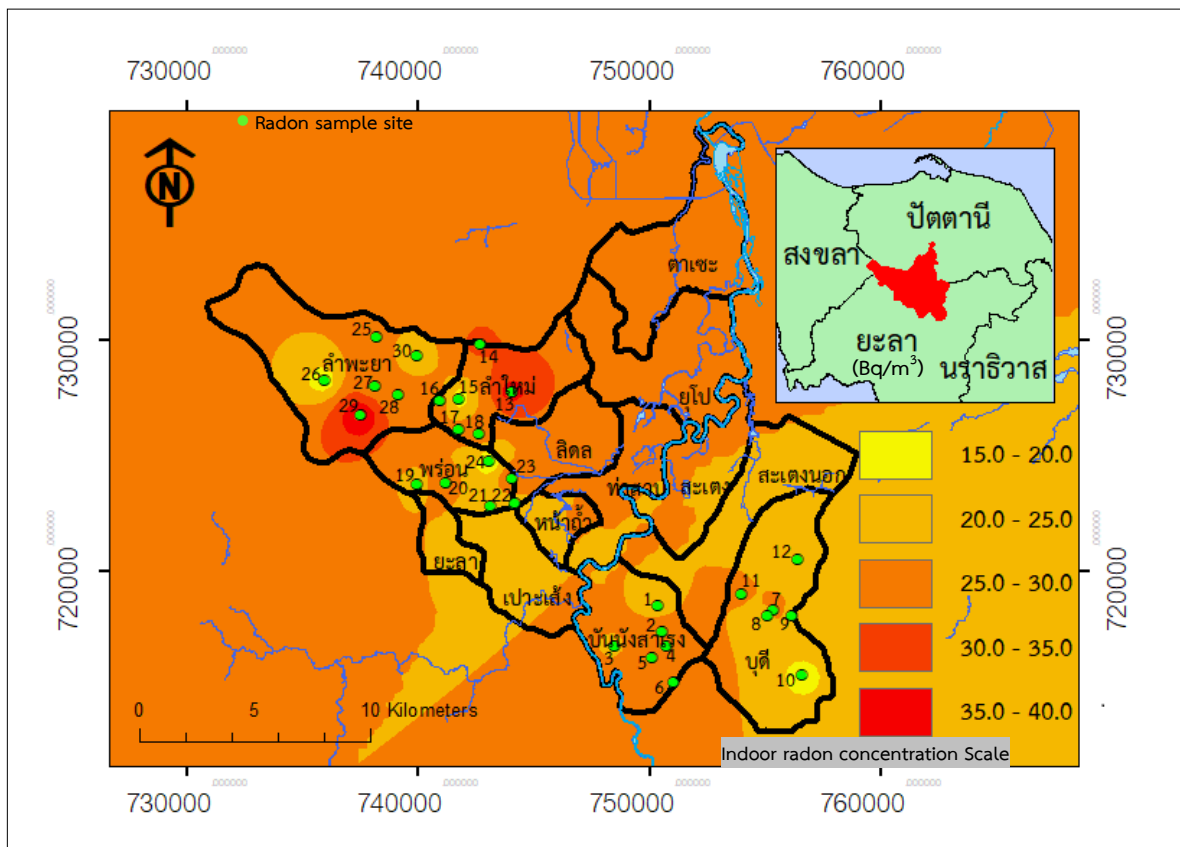 730000 740000 750000 760000
Radon sample site
N
ปัตตานี
สงขลา
ยะลา
(Bq/m³)
นราธิวาส
ตาเซะ
730000
730000
25
30
14
ลำพะยา
26
27
28
29
16
15
ลำใหม่
13
17
18
ยุโป
ลิดล
24
23
พร่อน
19
20
21
22
ท่าสาป
สะเตง
สะเตงนอก
หน้าถ้ำ
15.0 - 20.0
20.0 - 25.0
25.0 - 30.0
30.0 - 35.0
35.0 - 40.0
ยะลา
เปาะเส้ง
12
11
7
8
9
720000
720000
1
2
บันนังสาเรง
3
4
5
6
บุดี
10
0 5 10 Kilometers
Indoor radon concentration Scale
730000 740000 750000 760000